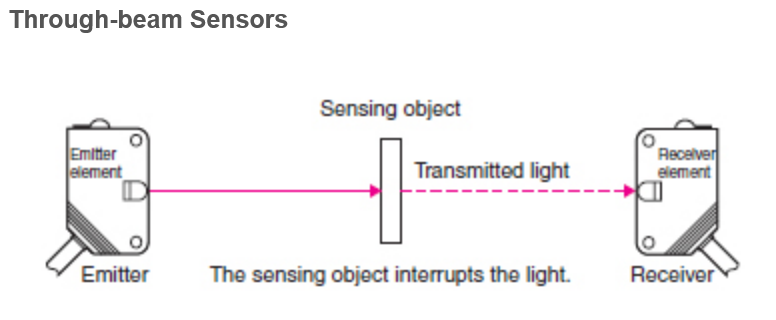 Through-beam Sensors
Sensing object
Emitter
element
Transmitted light
Receiver
element
Emitter
The sensing object interrupts the light.
Receiver